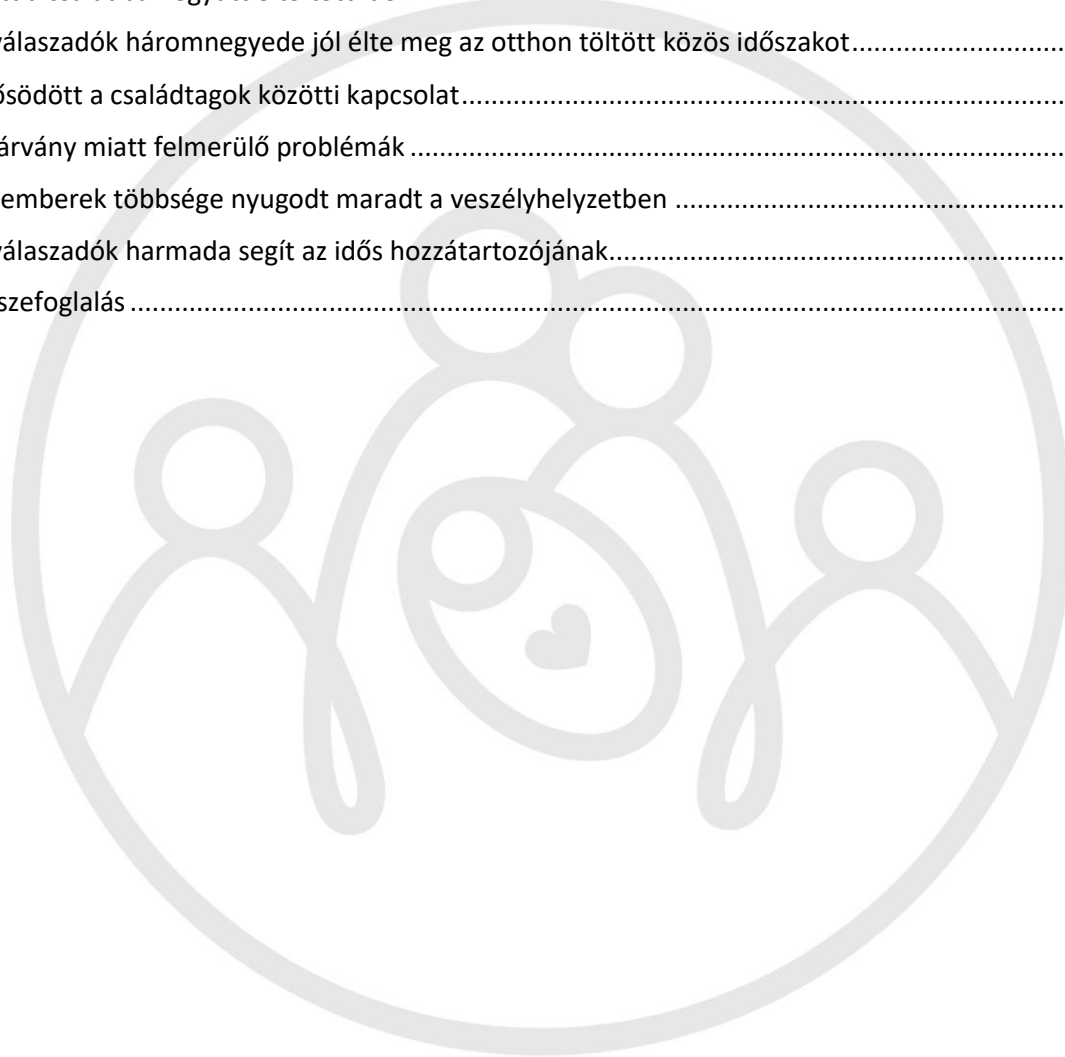 válaszadók háromnegyede jól élte meg az otthon töltött közös időszakot
ősödött a családtagok közötti kapcsolat
árvány miatt felmerülő problémák
emberek többsége nyugodt maradt a veszélyhelyzetben
válaszadók harmada segít az idős hozzátartozójának
szefoglalás